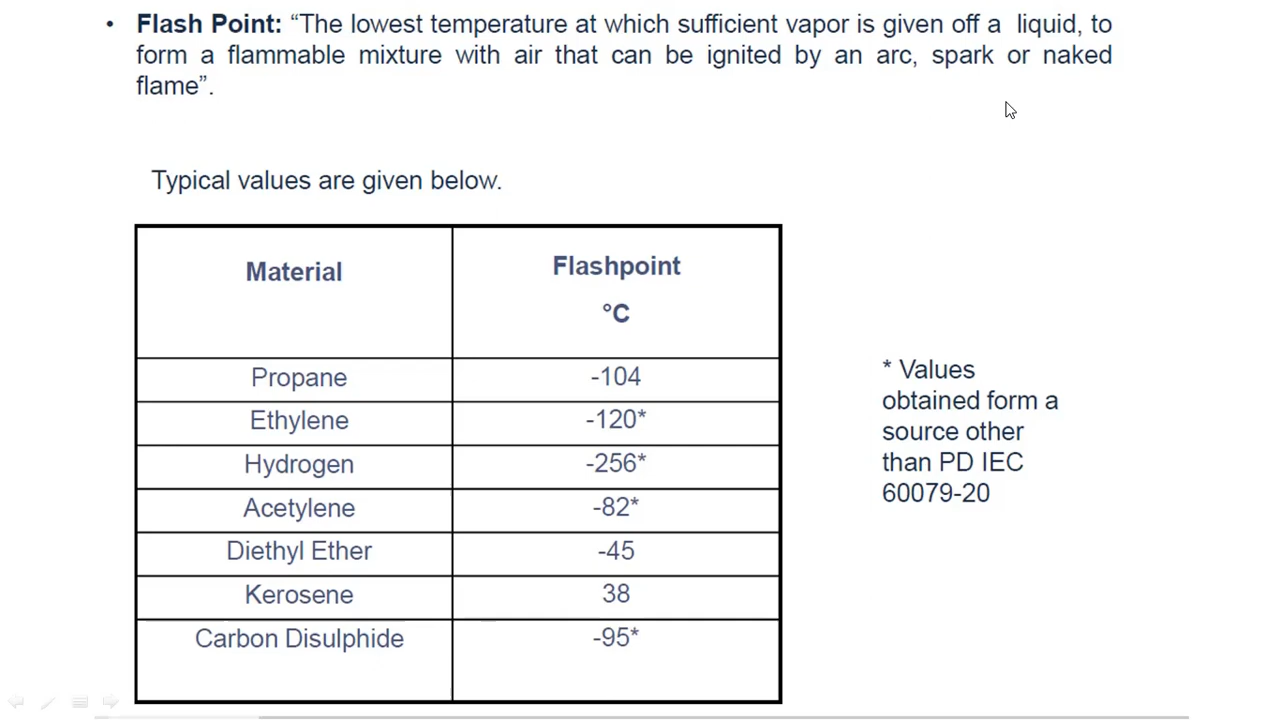 • Flash Point: “The lowest temperature at which sufficient vapor is given off a liquid, to
form a flammable mixture with air that can be ignited by an arc, spark or naked
flame”.
Typical values are given below.
Material Flashpoint
°C
Propane -104
Ethylene -120*
Hydrogen -256*
Acetylene -82*
Diethyl Ether -45
Kerosene 38
Carbon Disulphide -95*
* Values
obtained form a
source other
than PD IEC
60079-20